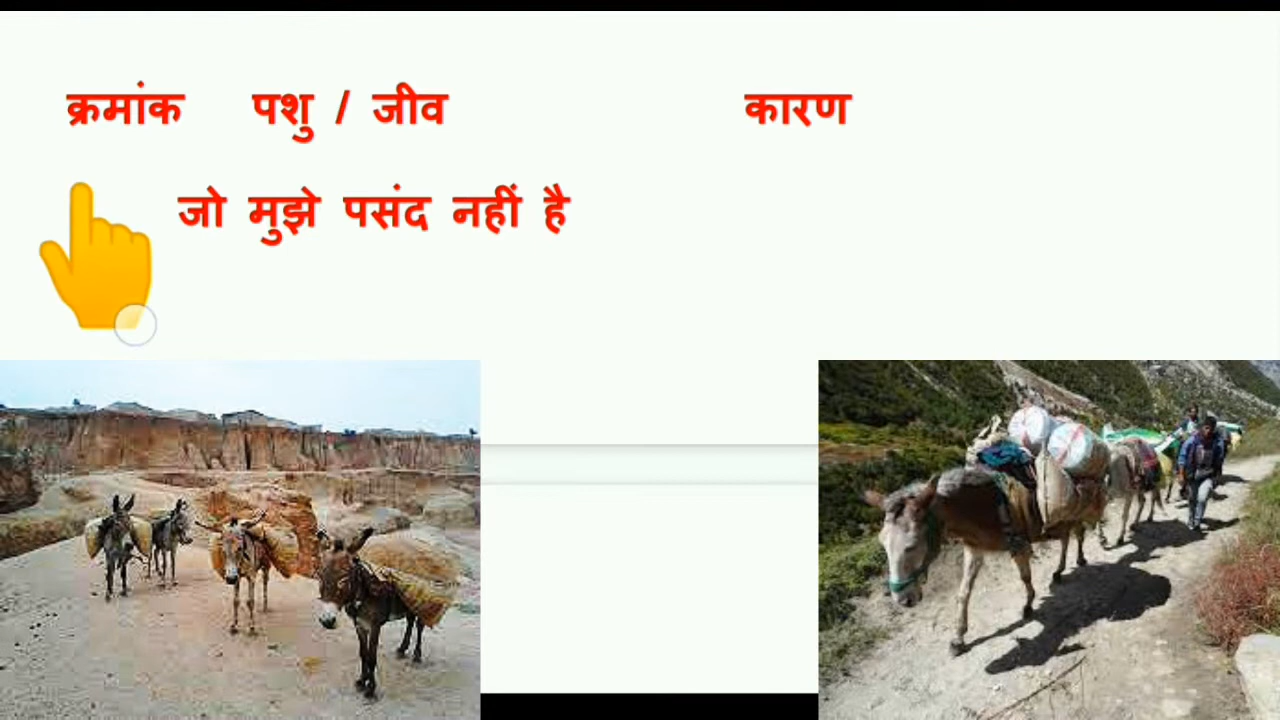 क्रमांक पशु / जीव कारण
जो मुझे पसंद नहीं है